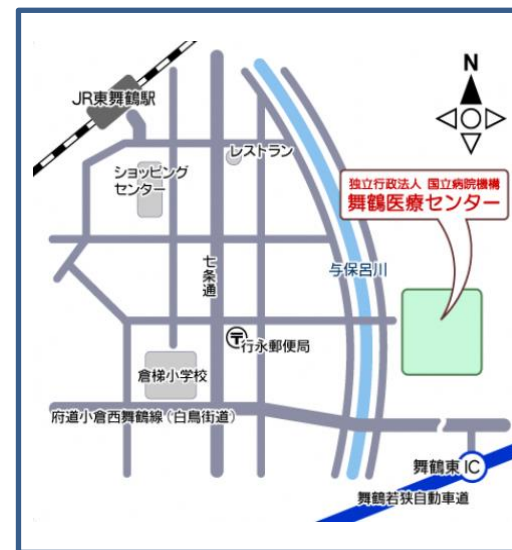 N
JR東舞鶴駅
レストラン
ショッピング
センター
独立行政法人 国立病院機構
舞鶴医療センター
七条通
与保呂川
〒
行永郵便局
倉梯小学校
府道小倉西舞鶴線(白鳥街道)
舞鶴東IC
舞鶴若狭自動車道